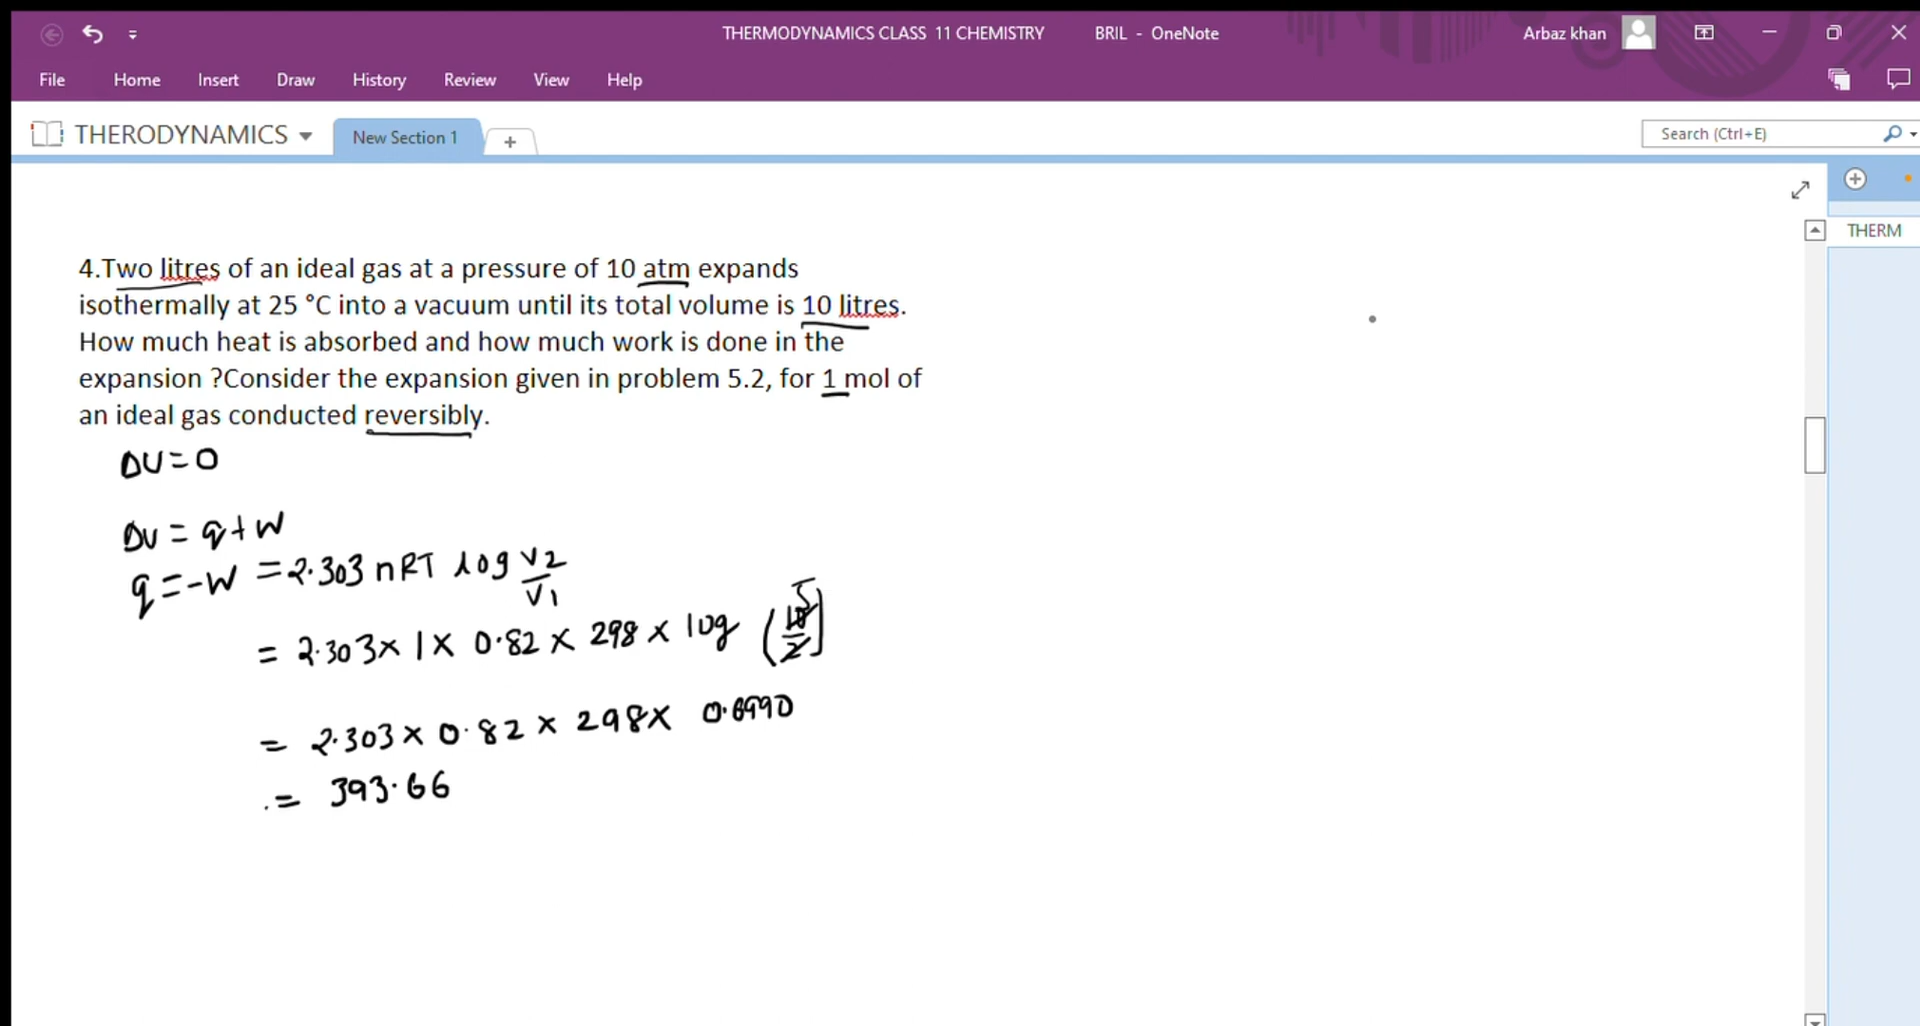 THERMODYNAMICS CLASS 11 CHEMISTRY BRIL - OneNote
Arbaz khan
File Home Insert Draw History Review View Help
THERODYNAMICS
New Section 1
+
Search (Ctrl+E)
THERM
4.Two litres of an ideal gas at a pressure of 10 atm expands
isothermally at 25 °C into a vacuum until its total volume is 10 litres.
How much heat is absorbed and how much work is done in the
expansion ?Consider the expansion given in problem 5.2, for 1 mol of
an ideal gas conducted reversibly.
ΔU=0
ΔU = q+W
q=-W = 2.303 nRT log V2/V1
= 2.303 × 1 × 0.82 × 298 × log (10/2) 5
= 2.303 × 0.82 × 298 × 0.6990
.= 393.66